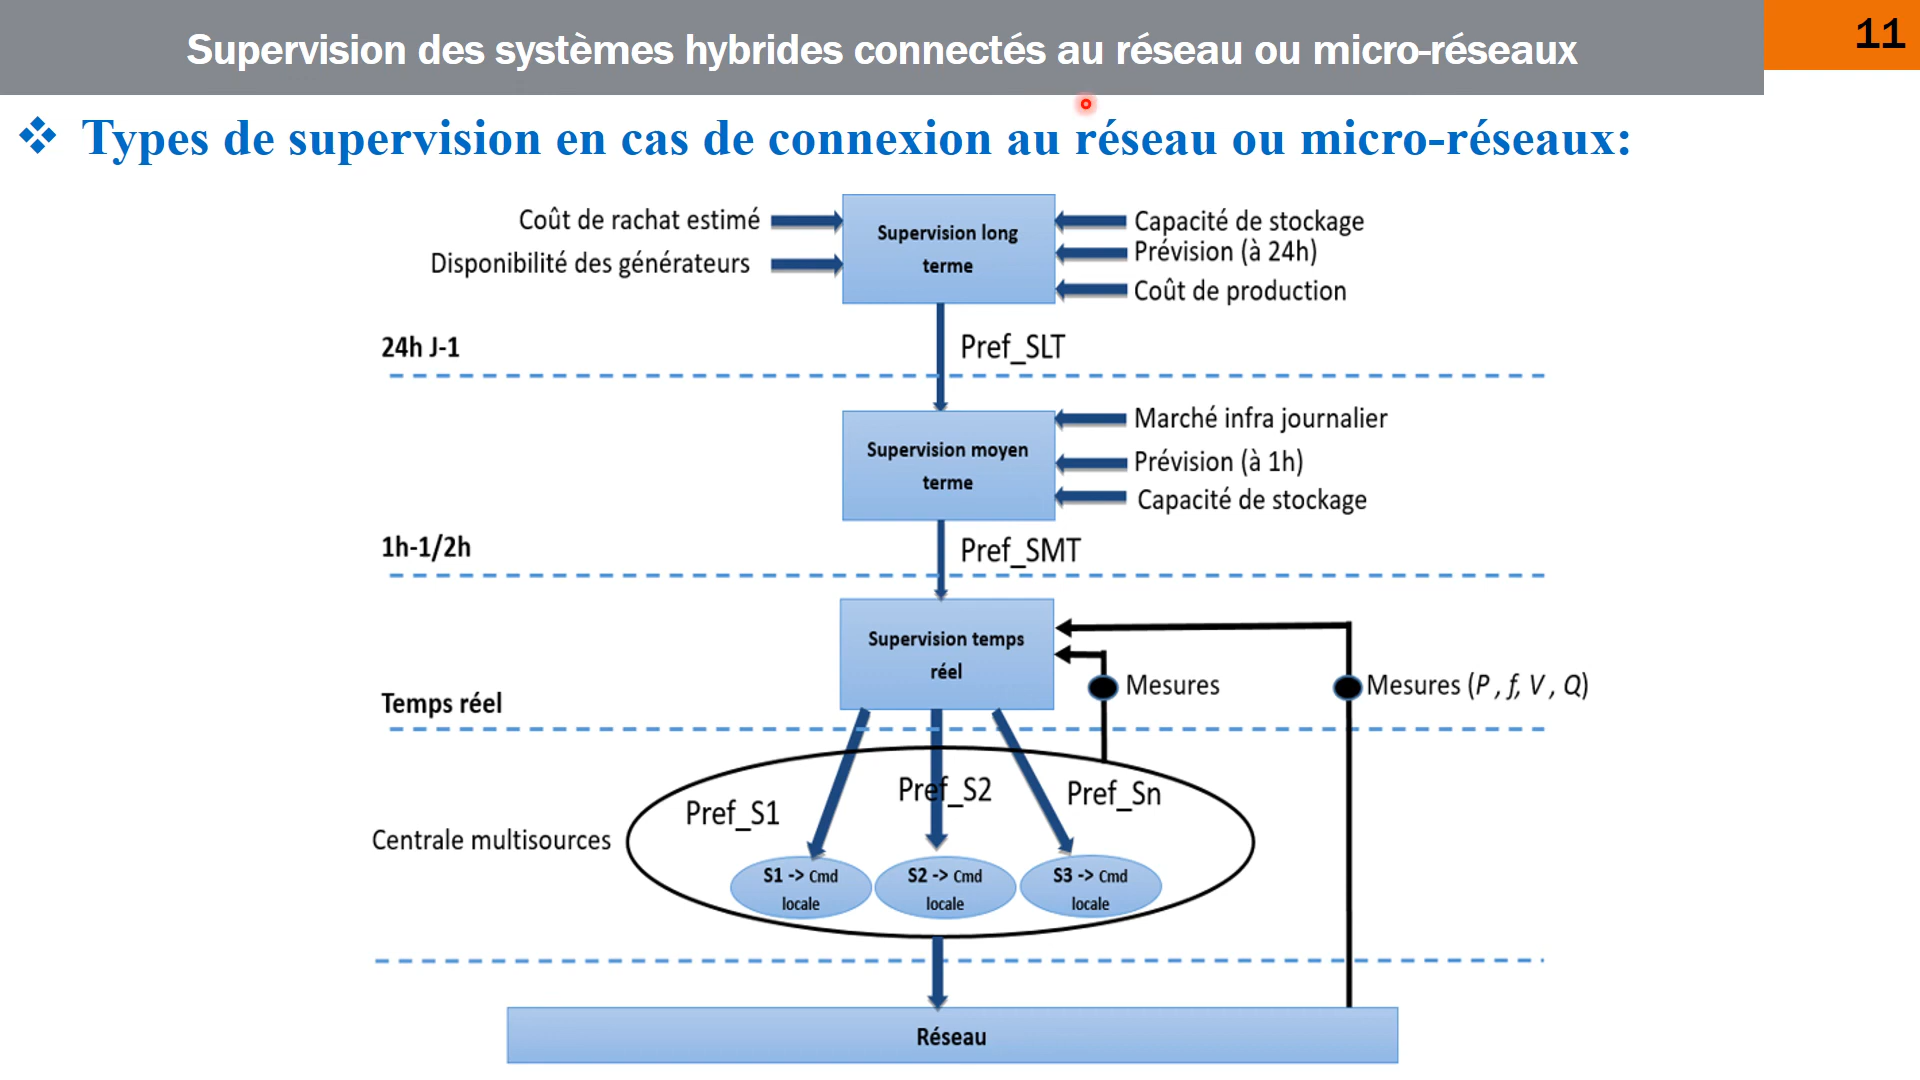 Supervision des systèmes hybrides connectés au réseau ou micro-réseaux
11
Types de supervision en cas de connexion au réseau ou micro-réseaux:
Coût de rachat estimé
Disponibilité des générateurs
Supervision long
terme
Capacité de stockage
Prévision (à 24h)
Coût de production
24h J-1
Pref_SLT
Supervision moyen
terme
Marché infra journalier
Prévision (à 1h)
Capacité de stockage
1h-1/2h
Pref_SMT
Supervision temps
réel
Temps réel
Mesures
Mesures (P , f, V , Q)
Pref_S1
Pref_S2
Pref_Sn
Centrale multisources
S1 -> Cmd
locale
S2 -> Cmd
locale
S3 -> Cmd
locale
Réseau